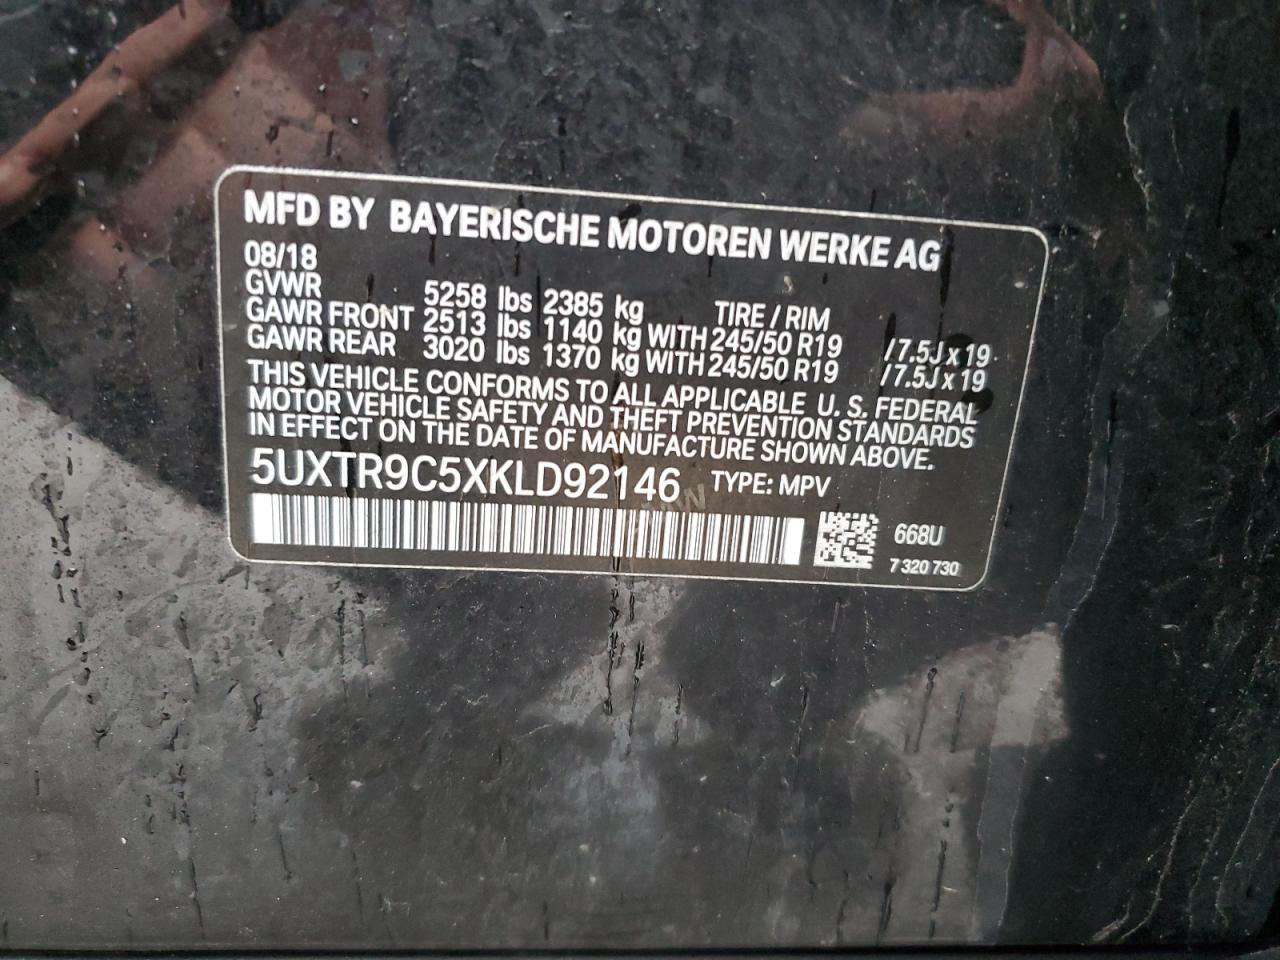 MFD BY BAYERISCHE MOTOREN WERKE AG
08/18
GVWR 5258 lbs 2385 kg TIRE / RIM
GAWR FRONT 2513 lbs 1140 kg WITH 245/50 R19 /7.5J x 19
GAWR REAR 3020 lbs 1370 kg WITH 245/50 R19 /7.5J x 19
THIS VEHICLE CONFORMS TO ALL APPLICABLE U. S. FEDERAL
MOTOR VEHICLE SAFETY AND THEFT PREVENTION STANDARDS
IN EFFECT ON THE DATE OF MANUFACTURE SHOWN ABOVE.
5UXTR9C5XKLD92146 TYPE: MPV
668U
7 320 730